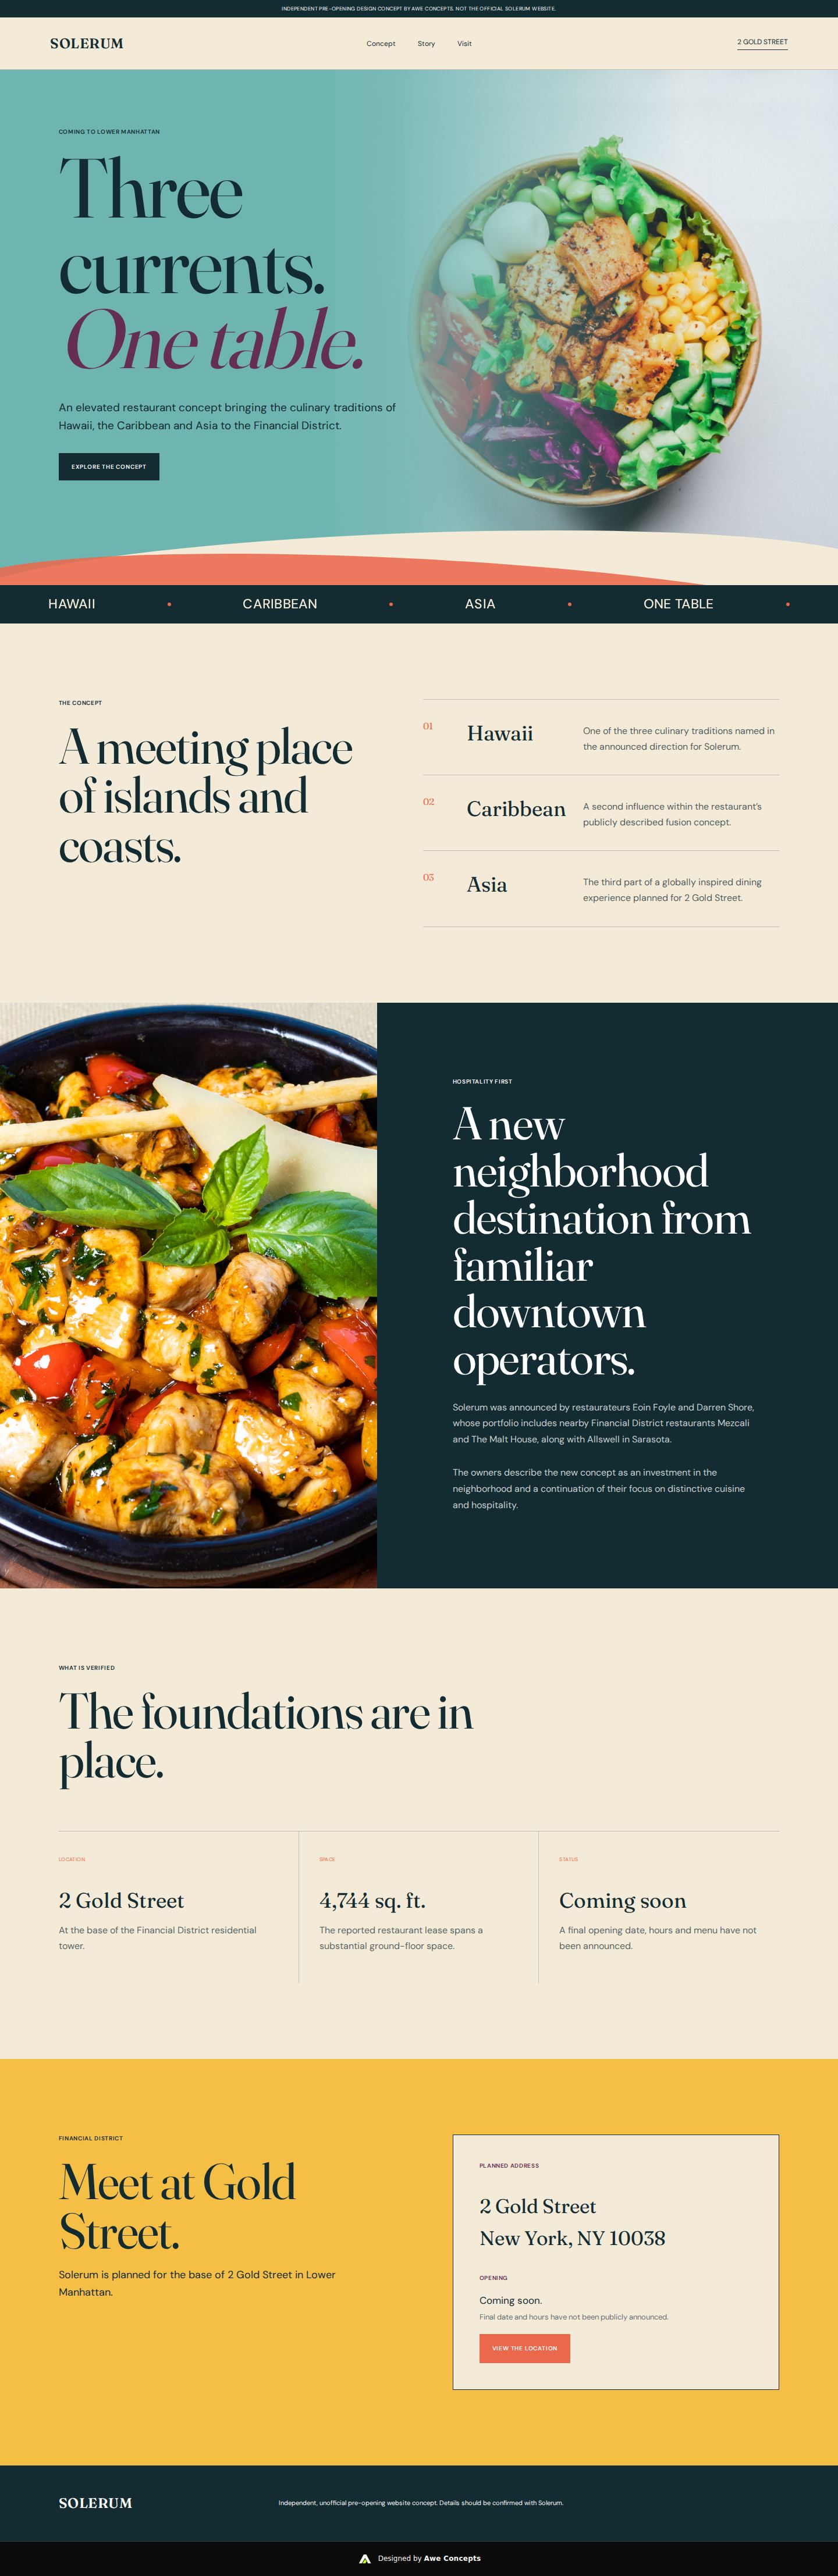 INDEPENDENT PRE-OPENING DESIGN CONCEPT BY AWE CONCEPTS. NOT THE OFFICIAL SOLERUM WEBSITE.
SOLERUM
Concept Story Visit
2 GOLD STREET
COMING TO LOWER MANHATTAN
Three
currents.
One table.
An elevated restaurant concept bringing the culinary traditions of
Hawaii, the Caribbean and Asia to the Financial District.
EXPLORE THE CONCEPT
HAWAII • CARIBBEAN • ASIA • ONE TABLE •
THE CONCEPT
A meeting place
of islands and
coasts.
01 Hawaii
One of the three culinary traditions named in
the announced direction for Solerum.
02 Caribbean
A second influence within the restaurant's
publicly described fusion concept.
03 Asia
The third part of a globally inspired dining
experience planned for 2 Gold Street.
HOSPITALITY FIRST
A new
neighborhood
destination from
familiar
downtown
operators.
Solerum was announced by restaurateurs Eoin Foyle and Darren Shore,
whose portfolio includes nearby Financial District restaurants Mezcali
and The Malt House, along with Allswell in Sarasota.
The owners describe the new concept as an investment in the
neighborhood and a continuation of their focus on distinctive cuisine
and hospitality.
WHAT IS VERIFIED
The foundations are in
place.
LOCATION
2 Gold Street
At the base of the Financial District residential
tower.
SPACE
4,744 sq. ft.
The reported restaurant lease spans a
substantial ground-floor space.
STATUS
Coming soon
A final opening date, hours and menu have not
been announced.
FINANCIAL DISTRICT
Meet at Gold
Street.
Solerum is planned for the base of 2 Gold Street in Lower
Manhattan.
PLANNED ADDRESS
2 Gold Street
New York, NY 10038
OPENING
Coming soon.
Final date and hours have not been publicly announced.
VIEW THE LOCATION
SOLERUM
Independent, unofficial pre-opening website concept. Details should be confirmed with Solerum.
Designed by Awe Concepts